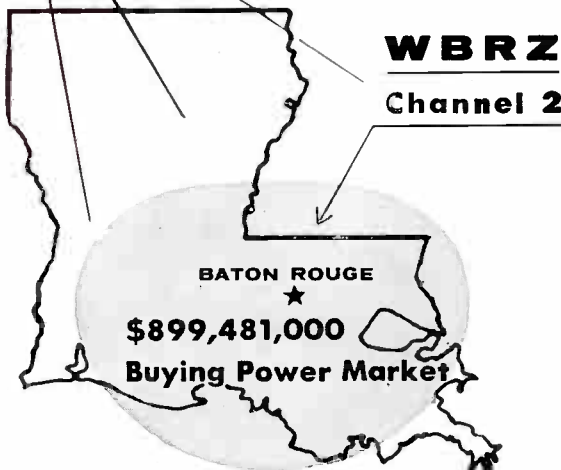 WBRZ
Channel 2
BATON ROUGE
$899,481,000
Buying Power Market